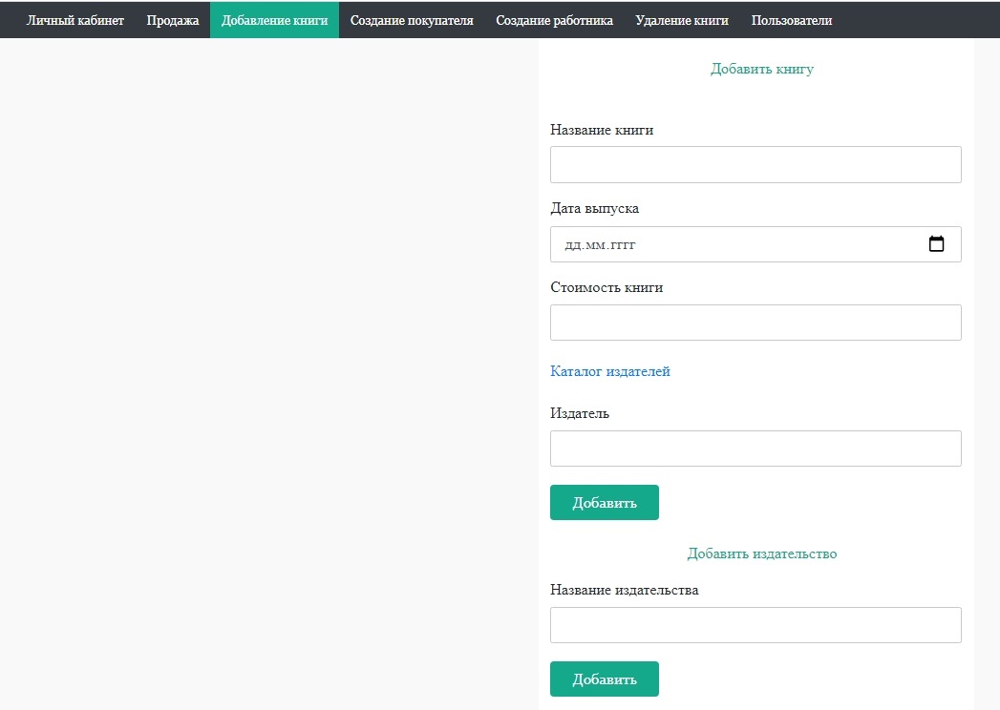 Личный кабинет Продажа Добавление книги Создание покупателя Создание работника Удаление книги Пользователи
Добавить книгу
Название книги
Дата выпуска
дд.мм.гггг
Стоимость книги
Каталог издателей
Издатель
Добавить
Добавить издательство
Название издательства
Добавить